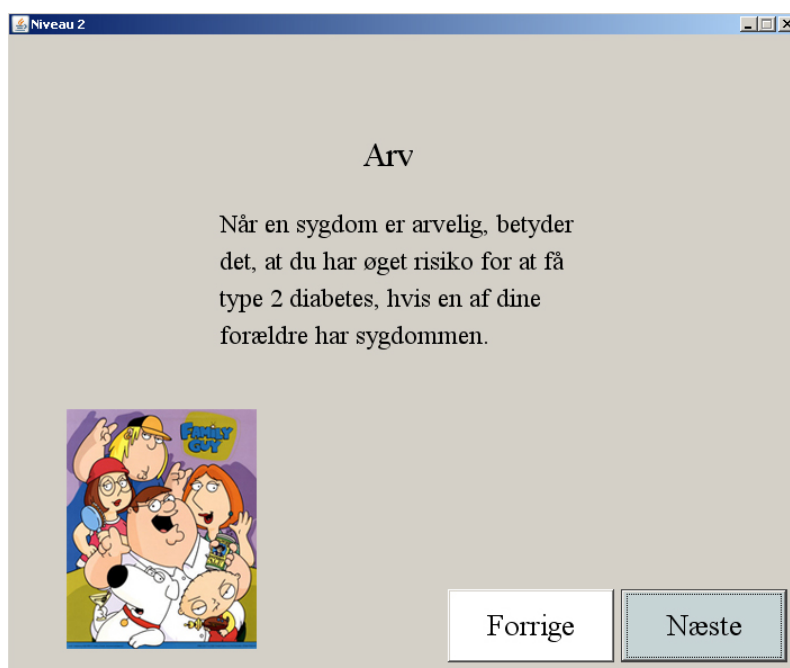 Niveau 2
Arv
Når en sygdom er arvelig, betyder
det, at du har øget risiko for at få
type 2 diabetes, hvis en af dine
forældre har sygdommen.
FAMILY
GUY
Forrige
Næste